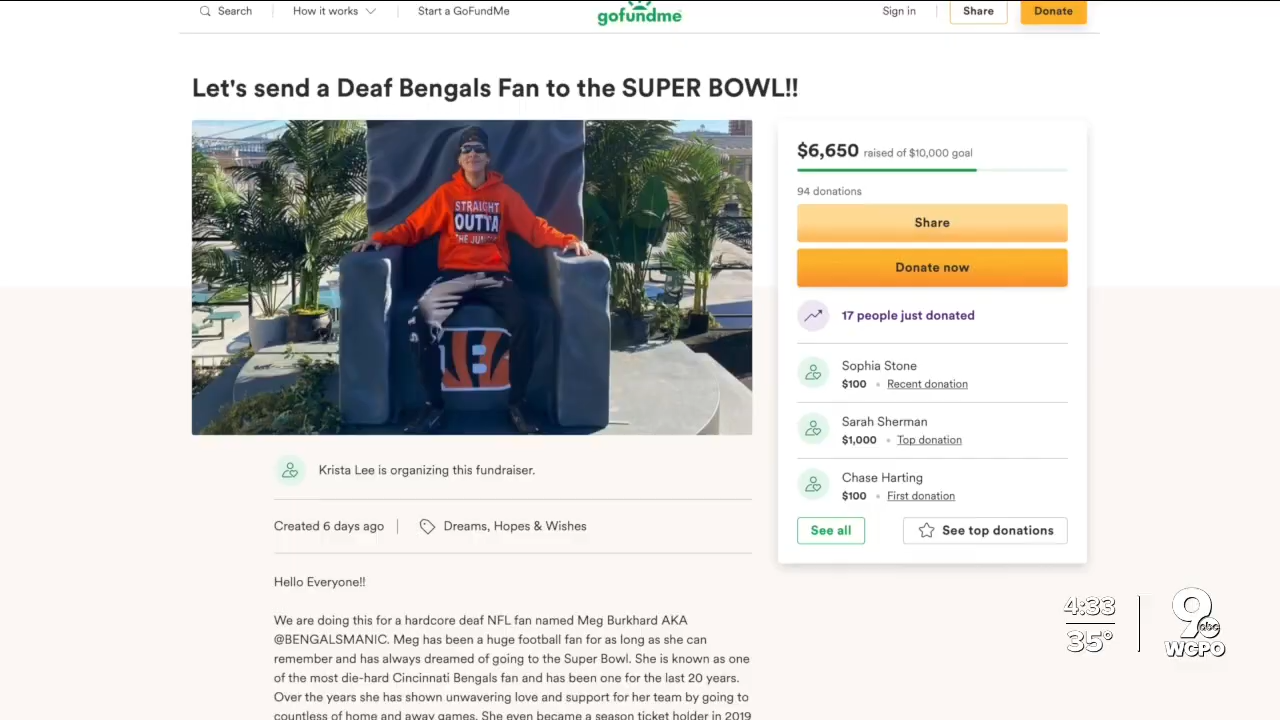 Search
How it works
Start a GoFundMe
gofundme
Sign in
Share
Donate
Let's send a Deaf Bengals Fan to the SUPER BOWL!!
STRAIGHT
OUTTA
THE JUNGLE
B
$6,650 raised of $10,000 goal
94 donations
Share
Donate now
17 people just donated
Sophia Stone
$100 • Recent donation
Sarah Sherman
$1,000 • Top donation
Chase Harting
$100 • First donation
See all
See top donations
Krista Lee is organizing this fundraiser.
Created 6 days ago
Dreams, Hopes & Wishes
Hello Everyone!!
We are doing this for a hardcore deaf NFL fan named Meg Burkhard AKA
@BENGALSMANIC. Meg has been a huge football fan for as long as she can
remember and has always dreamed of going to the Super Bowl. She is known as one
of the most die-hard Cincinnati Bengals fan and has been one for the last 20 years.
Over the years she has shown unwavering love and support for her team by going to
countless of home and away games. She even became a season ticket holder in 2019
4:33
35°
9
abc
WCPO